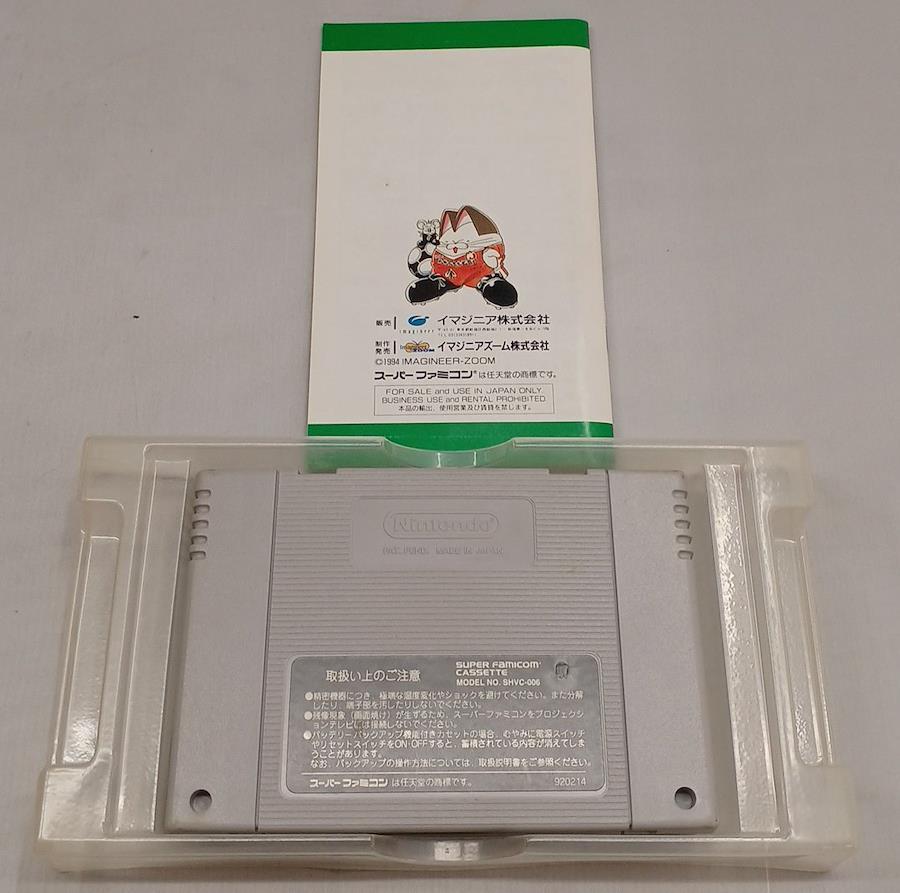 販売
imagineer
イマジニア株式会社
制作
発売
ZOOM
イマジニアズーム株式会社
©1994 IMAGINEER-ZOOM
スーパーファミコン®は任天堂の商標です。
FOR SALE and USE IN JAPAN ONLY.
BUSINESS USE and RENTAL PROHIBITED
本品の輸出、使用営業及び賃貸を禁じます。
Nintendo®
PAT. PEND. MADE IN JAPAN
取扱い上のご注意
SUPER FAMICOM
CASSETTE
MODEL NO. SHVC-006
●精密機器につき、極端な温度変化やショックを避けてください。また分解
したり、端子部を汚したりしないでください。
●残像現象（画面焼け）が生ずるため、スーパーファミコンをプロジェクシ
ョンテレビには接続しないでください。
●バッテリーバックアップ機能付きカセットの場合、むやみに電源スイッチ
やリセットスイッチをON・OFFすると、蓄積されている内容が消えてしま
うことがあります。
なお、バックアップの操作方法については、取扱説明書をご参照ください。
スーパーファミコンは任天堂の商標です。
920214